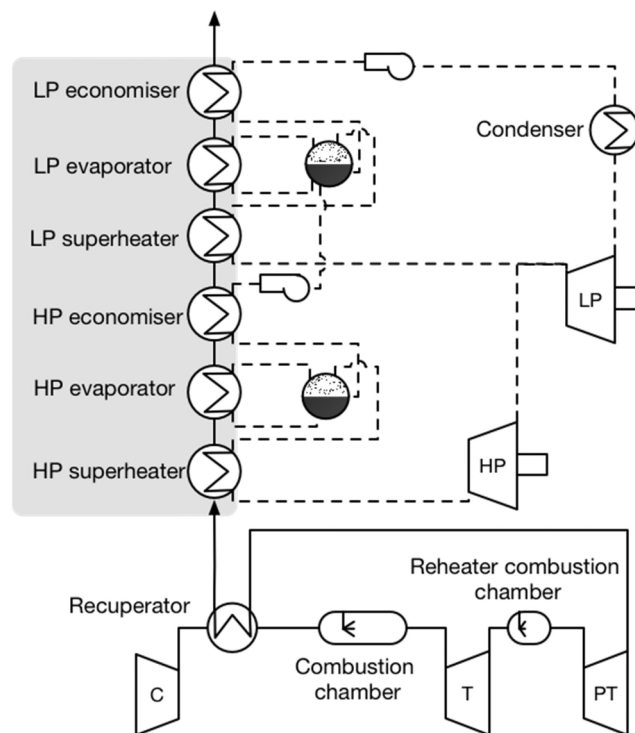 LP economiser
Condenser
LP evaporator
LP superheater
LP
HP economiser
HP evaporator
HP superheater
HP
Reheater combustion
chamber
Recuperator
Combustion
chamber
C
T
PT